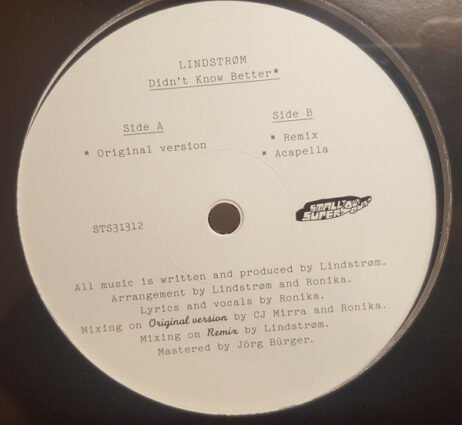 LINDSTRØM
Didn't Know Better*
Side A
* Original version
Side B
* Remix
* Acapella
STS31312
SMALLTOWN
SUPERSOUND
All music is written and produced by Lindstrøm.
Arrangement by Lindstrøm and Ronika.
Lyrics and vocals by Ronika.
Mixing on Original version by CJ Mirra and Ronika.
Mixing on Remix by Lindstrøm.
Mastered by Jörg Bürger.